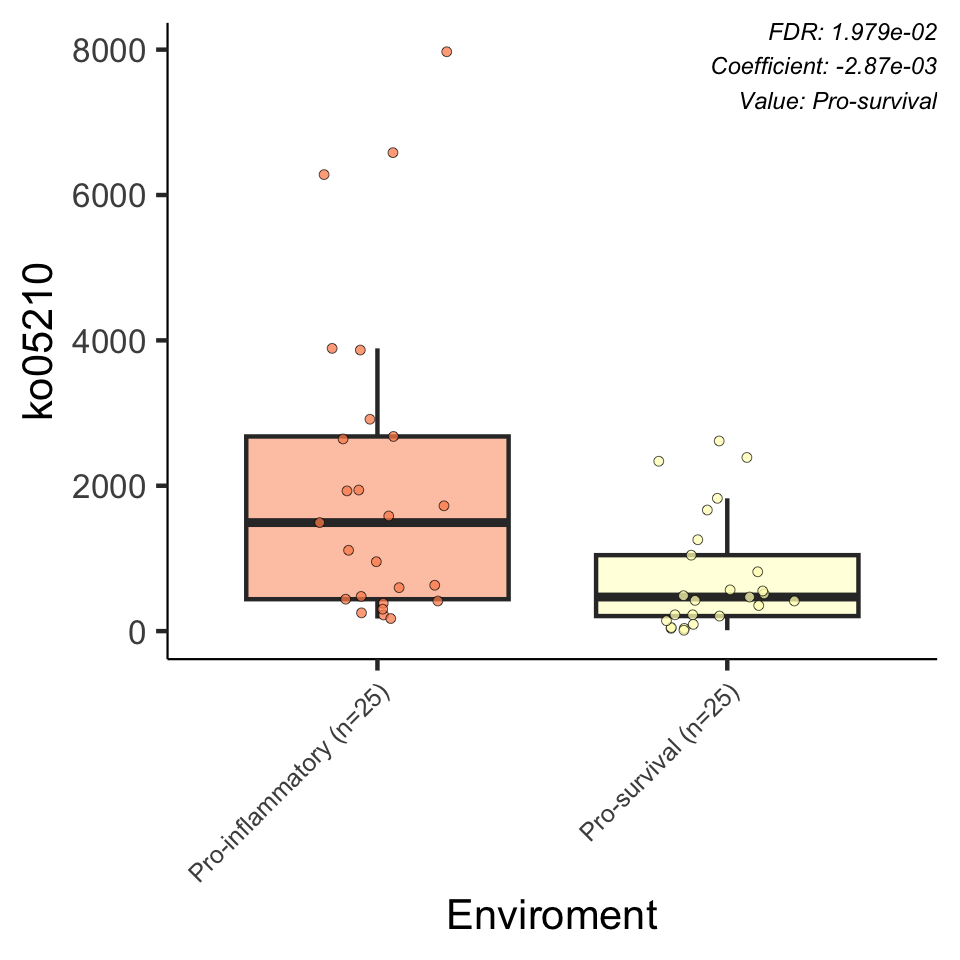 FDR: 1.979e-02
Coefficient: -2.87e-03
Value: Pro-survival
8000
6000
4000
2000
0
ko05210
Pro-inflammatory (n=25)
Pro-survival (n=25)
Enviroment